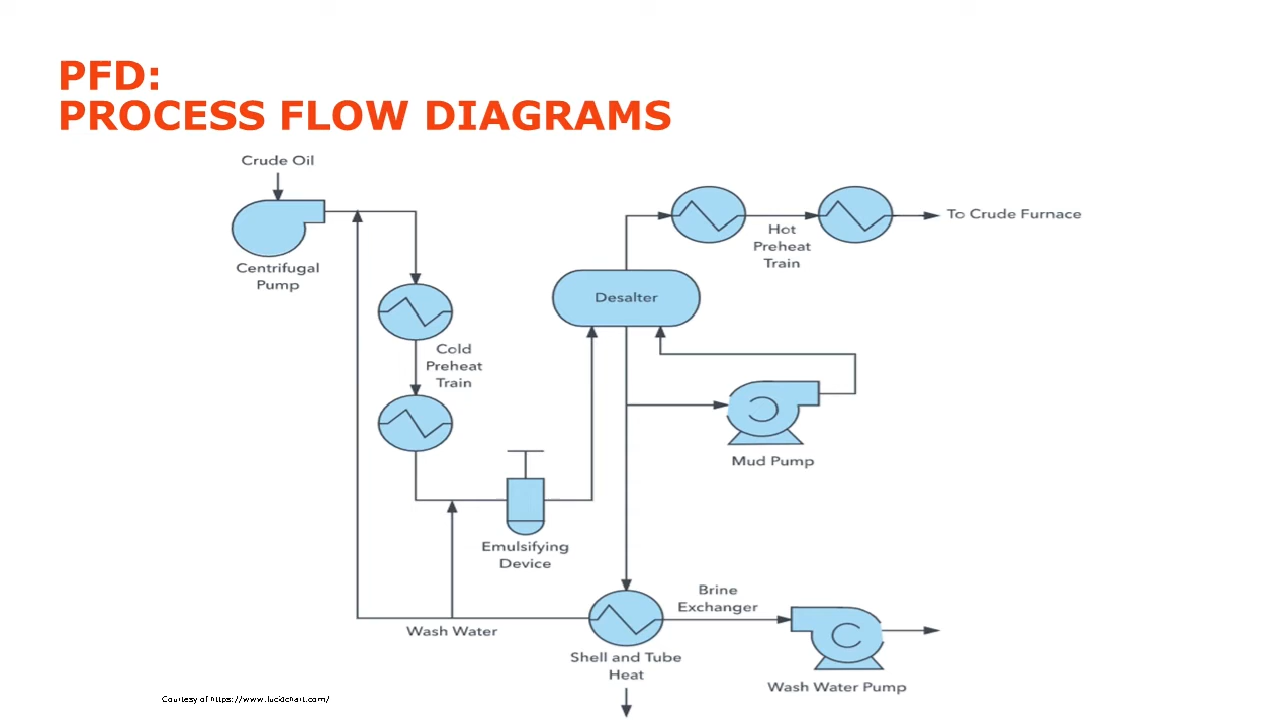 PFD:
PROCESS FLOW DIAGRAMS
Crude Oil
Centrifugal
Pump
Cold
Preheat
Train
Emulsifying
Device
Desalter
Hot
Preheat
Train
To Crude Furnace
Mud Pump
Wash Water
Shell and Tube
Heat
Brine
Exchanger
Wash Water Pump
Courtesy of https://www.lucidchart.com/